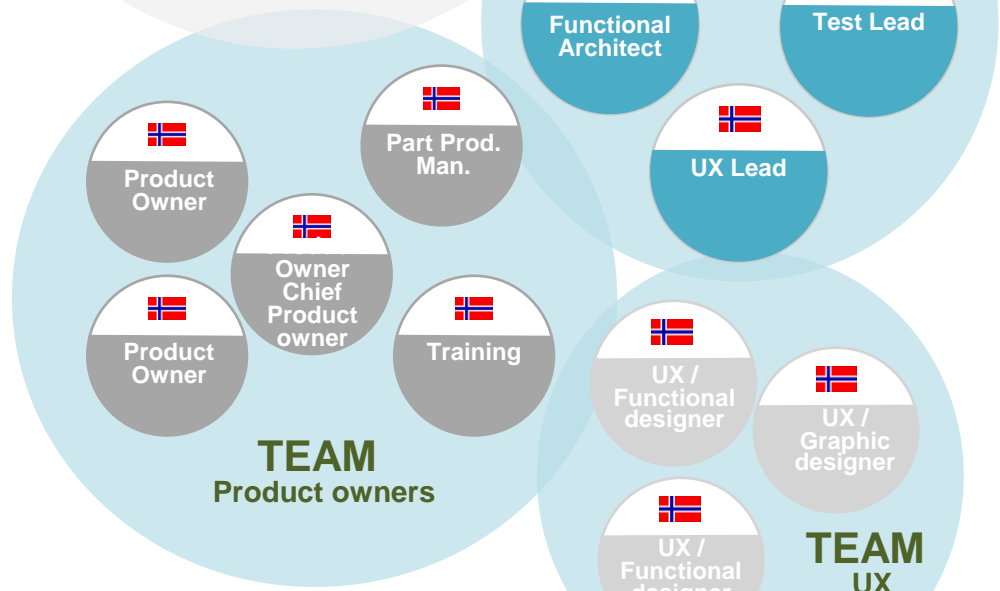 Functional
Architect
Test Lead
UX Lead
Part Prod.
Man.
Product
Owner
Owner
Chief
Product
owner
Product
Owner
Training
TEAM
Product owners
UX /
Functional
designer
UX /
Graphic
designer
UX /
Functional
designer
TEAM
UX